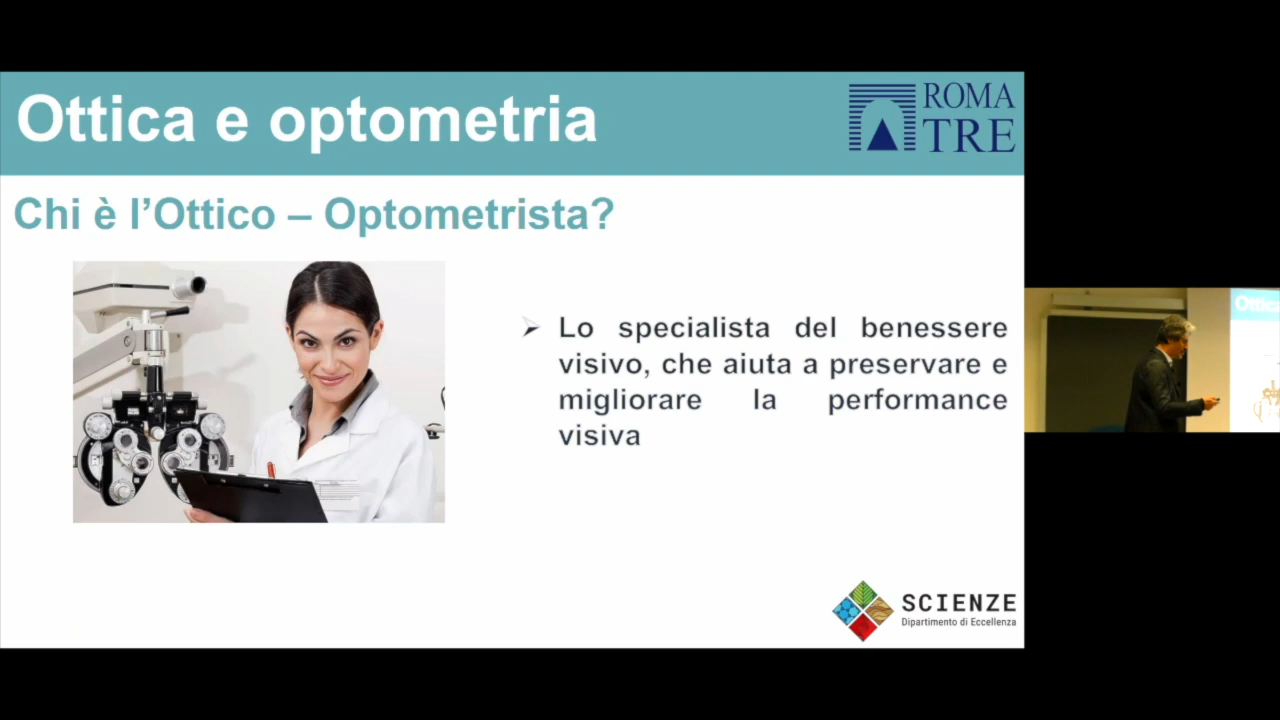 Ottica e optometria
ROMA
TRE
Chi è l’Ottico – Optometrista?
➢ Lo specialista del benessere
visivo, che aiuta a preservare e
migliorare la performance
visiva
SCIENZE
Dipartimento di Eccellenza